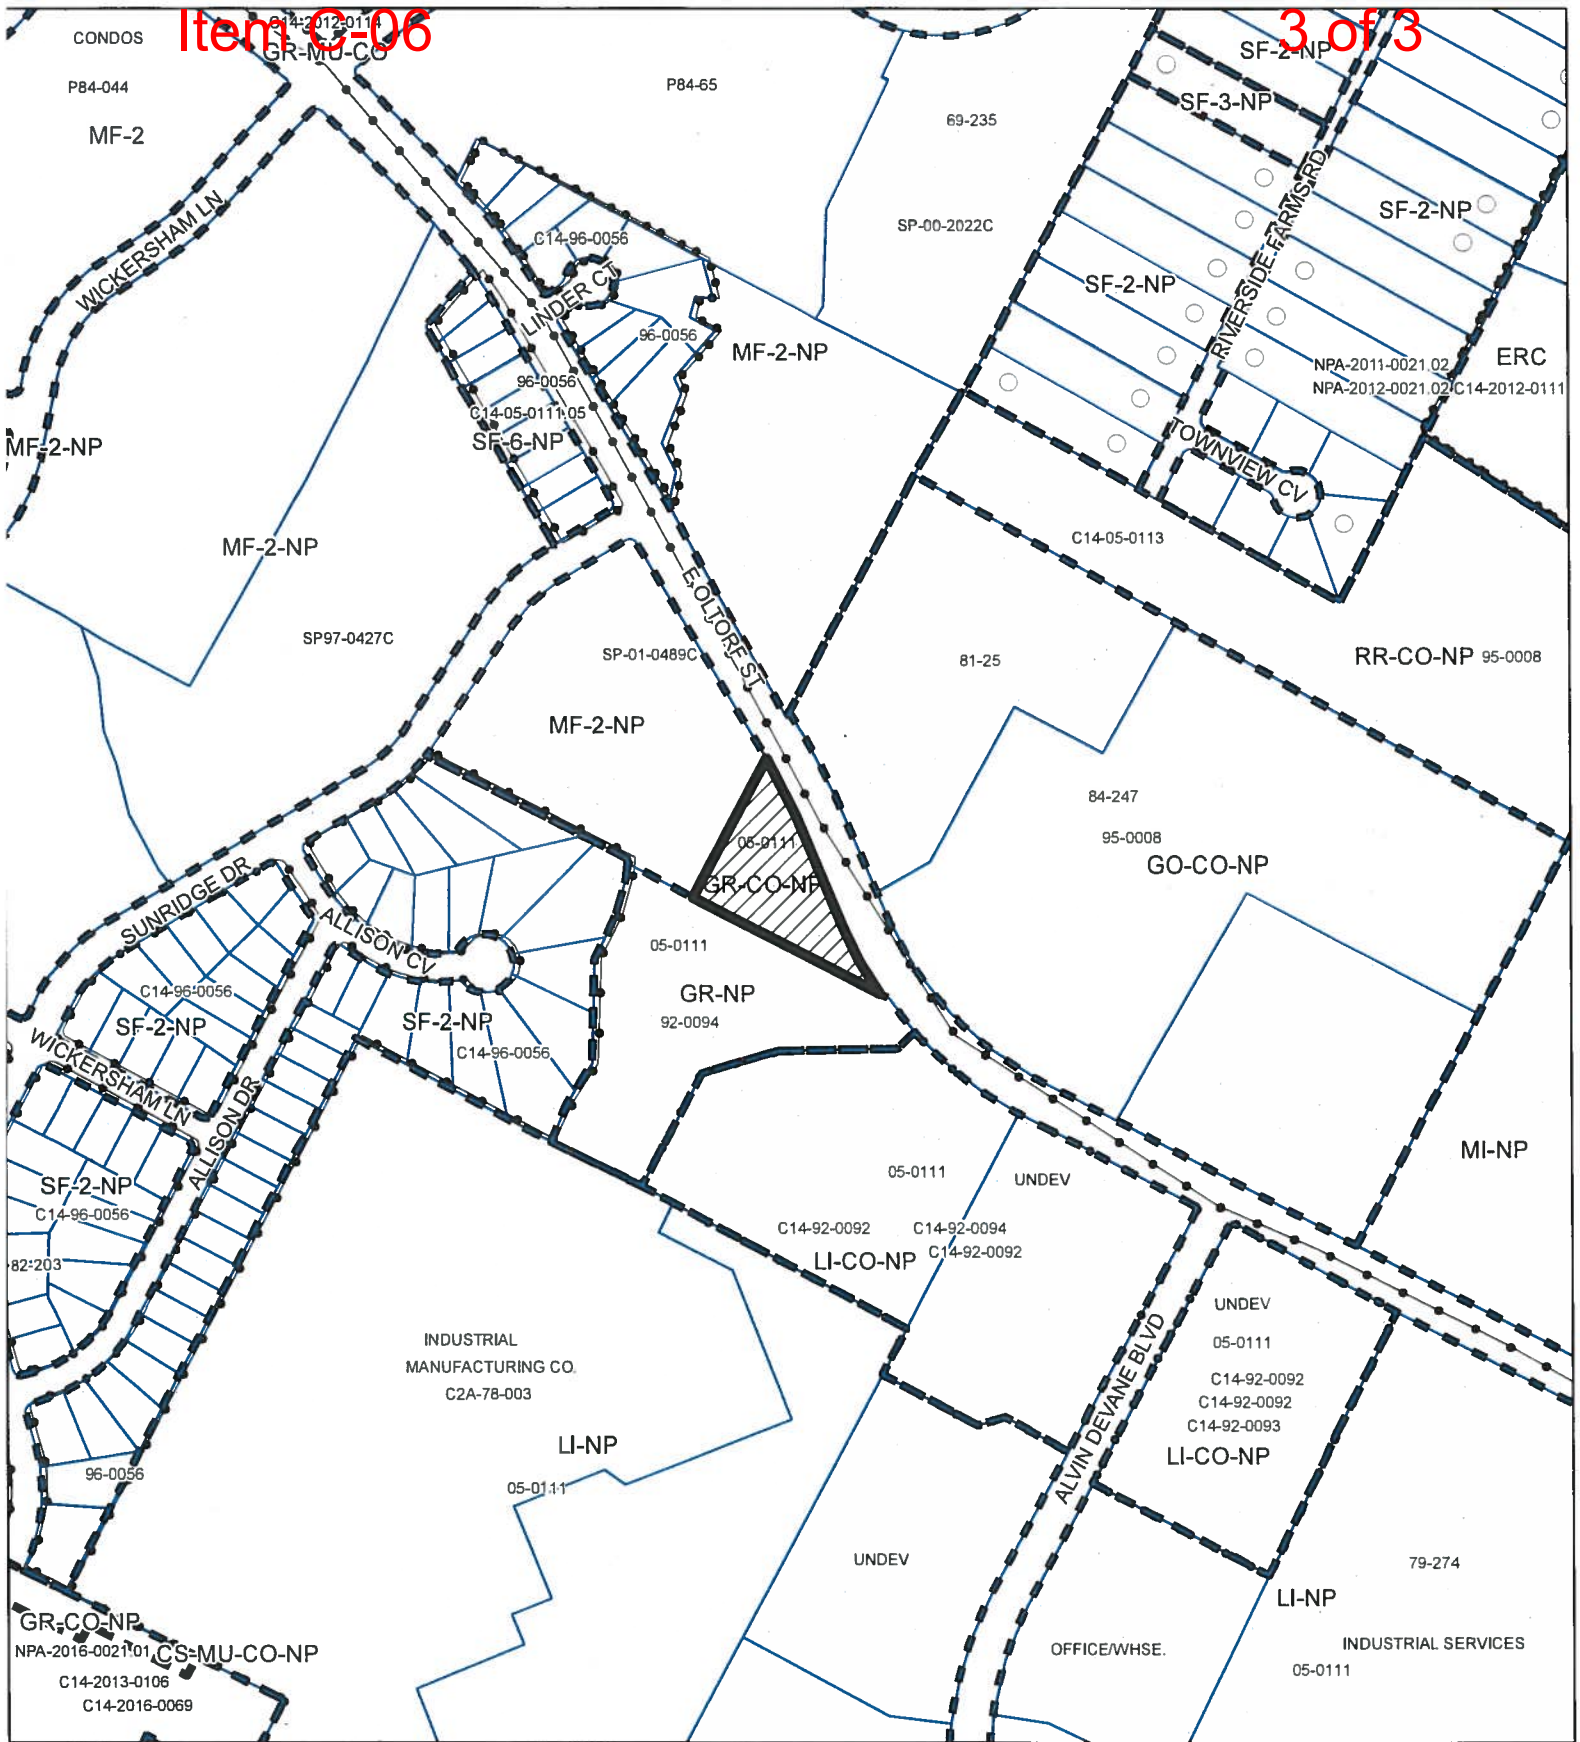 Item C-06
3 of 3
C14-2012-0114
GR-MU-CO
CONDOS
P84-044
MF-2
P84-65
69-235
SP-00-2022C
SF-2-NP
SF-3-NP
SF-2-NP
SF-2-NP
RIVERSIDE FARMS RD
WICKERSHAM LN
C14-96-0056
LINDER CT
96-0056
MF-2-NP
96-0056
C14-05-0111.05
SF-6-NP
NPA-2011-0021.02
ERC
NPA-2012-0021.02
C14-2012-0111
TOWNVIEW CV
MF-2-NP
MF-2-NP
C14-05-0113
E OLTORF ST
SP97-0427C
SP-01-0489C
MF-2-NP
81-25
RR-CO-NP
95-0008
84-247
95-0008
GO-CO-NP
05-0111
GR-CO-NP
SUNRIDGE DR
ALLISON CV
05-0111
GR-NP
92-0094
C14-96-0056
SF-2-NP
SF-2-NP
C14-96-0056
WICKERSHAM LN
ALLISON DR
MI-NP
05-0111
UNDEV
SF-2-NP
C14-96-0056
82-203
C14-92-0092
C14-92-0094
C14-92-0092
LI-CO-NP
INDUSTRIAL
MANUFACTURING CO.
C2A-78-003
LI-NP
05-0111
96-0056
ALVIN DEVANE BLVD
UNDEV
05-0111
C14-92-0092
C14-92-0092
C14-92-0093
LI-CO-NP
UNDEV
79-274
LI-NP
OFFICE/WHSE.
INDUSTRIAL SERVICES
05-0111
GR-CO-NP
NPA-2016-0021.01
CS-MU-CO-NP
C14-2013-0106
C14-2016-0069